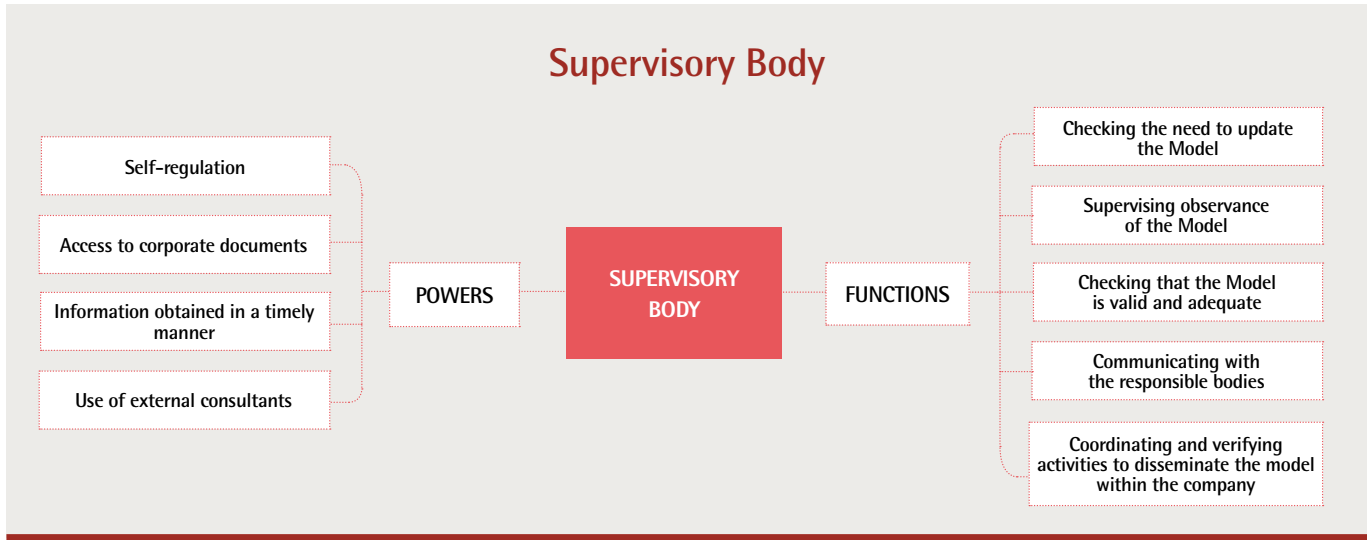 Supervisory Body
Self-regulation
Access to corporate documents
Information obtained in a timely
manner
Use of external consultants
POWERS
SUPERVISORY
BODY
FUNCTIONS
Checking the need to update
the Model
Supervising observance
of the Model
Checking that the Model
is valid and adequate
Communicating with
the responsible bodies
Coordinating and verifying
activities to disseminate the model
within the company